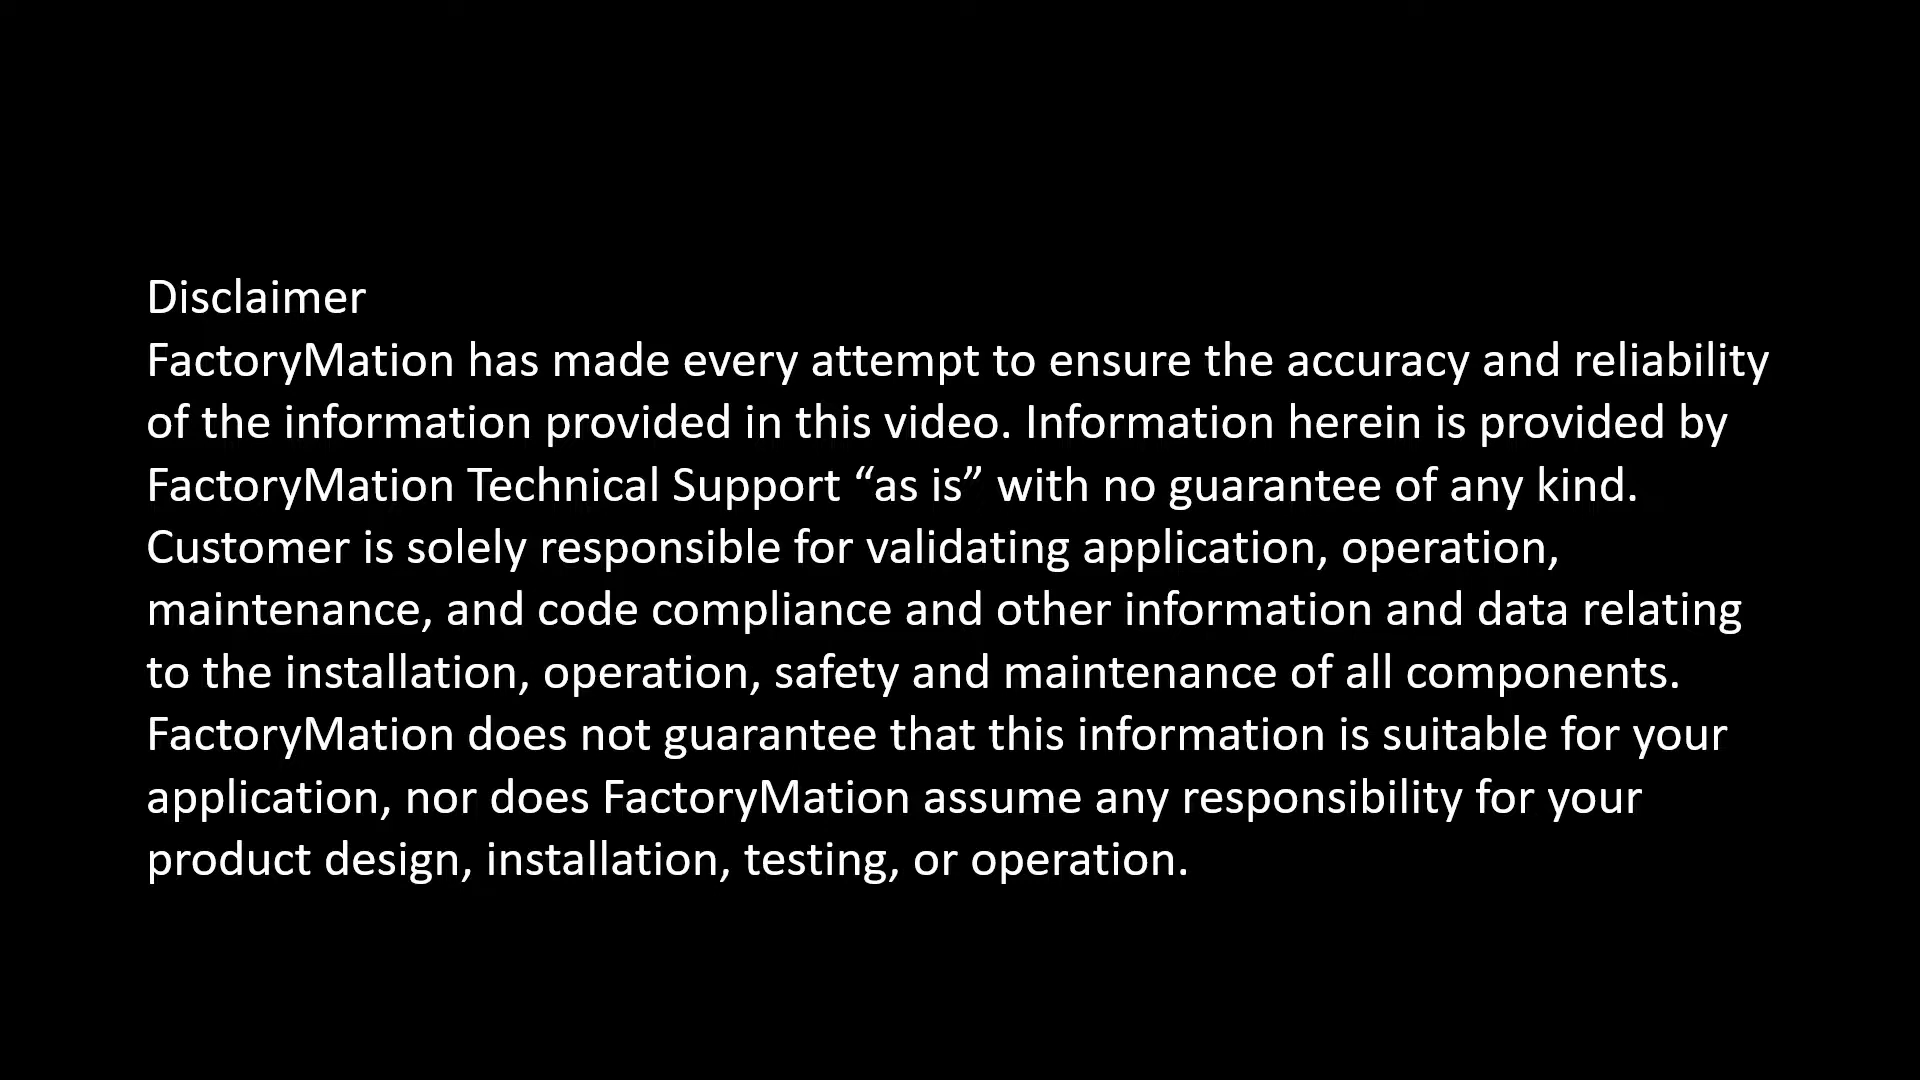 Disclaimer
FactoryMation has made every attempt to ensure the accuracy and reliability
of the information provided in this video. Information herein is provided by
FactoryMation Technical Support “as is” with no guarantee of any kind.
Customer is solely responsible for validating application, operation,
maintenance, and code compliance and other information and data relating
to the installation, operation, safety and maintenance of all components.
FactoryMation does not guarantee that this information is suitable for your
application, nor does FactoryMation assume any responsibility for your
product design, installation, testing, or operation.